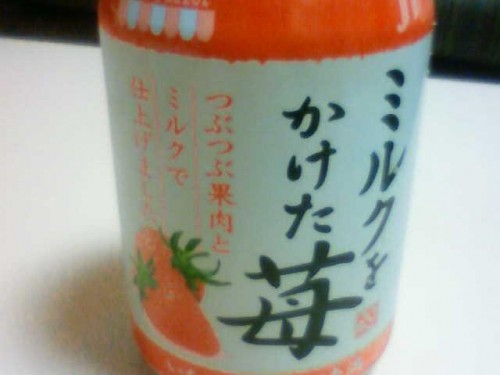 ミルクを
かけた
苺
つぶつぶ果肉と
ミルクで
仕上げました